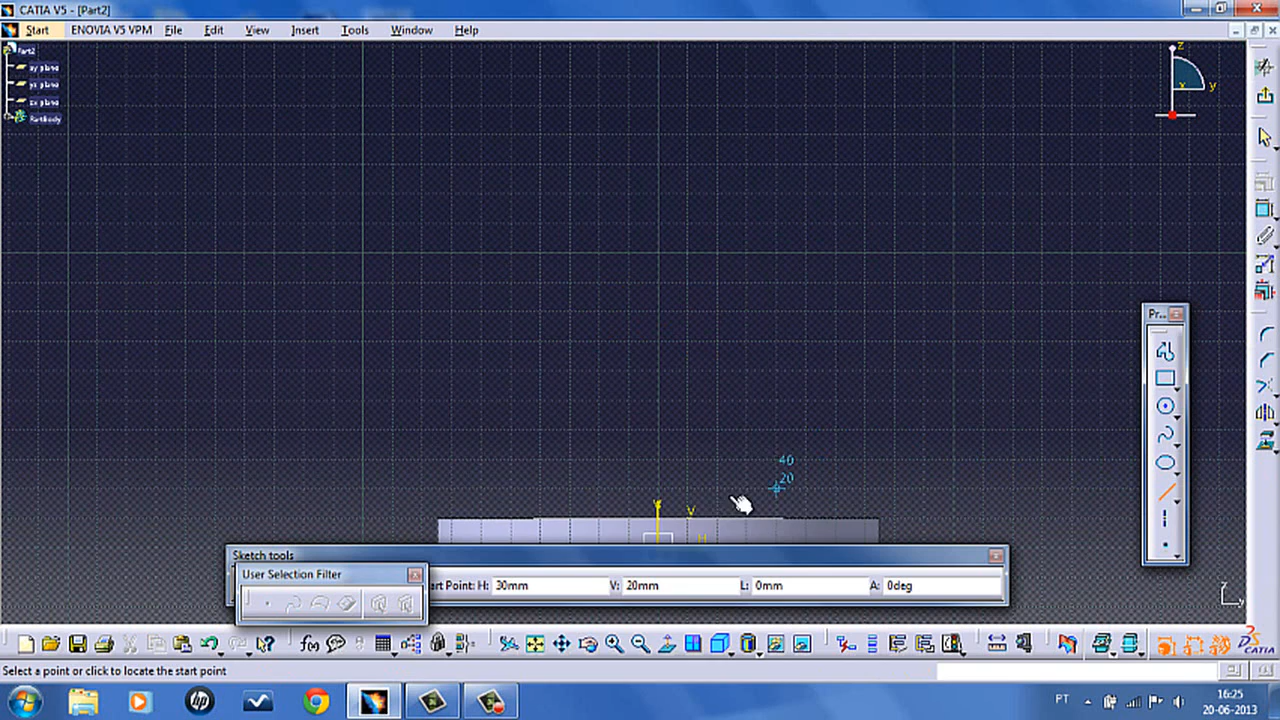 CATIA V5 - [Part2]
Start ENOVIA V5 VPM File Edit View Insert Tools Window Help
Part2
xy plane
yz plane
zx plane
PartBody
z
x
y
Pr...
40
20
V
H
Sketch tools
User Selection Filter
art Point: H: 30mm V: 20mm L: 0mm A: 0deg
z
y
f(x)
CATIA
Select a point or click to locate the start point
hp
PT
16:25
20-06-2013